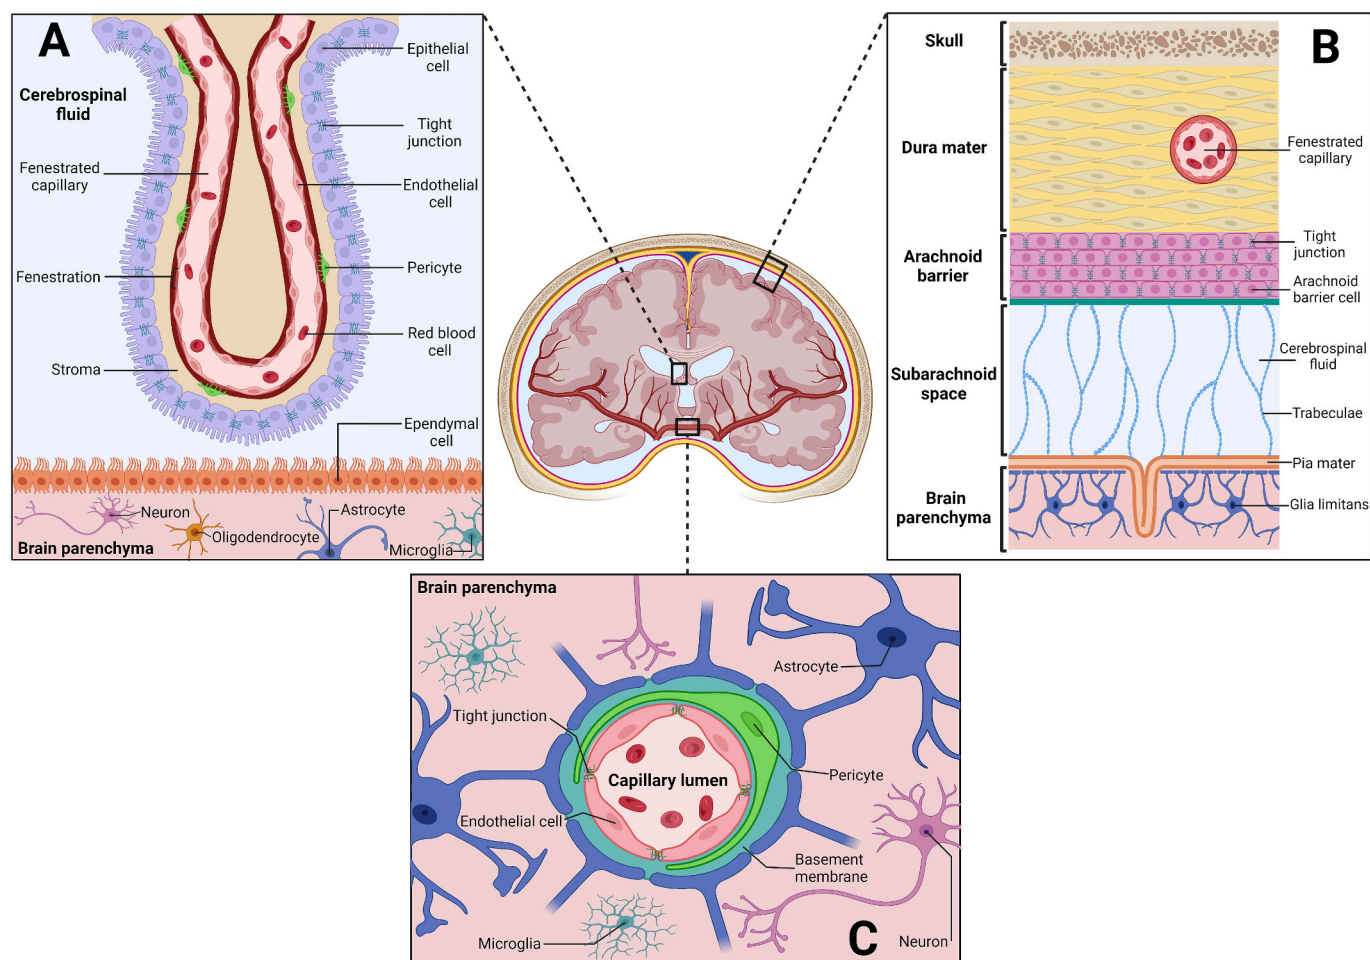 A
Cerebrospinal
fluid
Epithelial
cell
Tight
junction
Fenestrated
capillary
Endothelial
cell
Fenestration
Pericyte
Red blood
cell
Stroma
Ependymal
cell
Neuron
Oligodendrocyte
Astrocyte
Microglia
Brain parenchyma
B
Skull
Dura mater
Fenestrated
capillary
Arachnoid
barrier
Tight
junction
Arachnoid
barrier cell
Subarachnoid
space
Cerebrospinal
fluid
Trabeculae
Pia mater
Brain
parenchyma
Glia limitans
Brain parenchyma
Astrocyte
Tight junction
Capillary lumen
Pericyte
Endothelial cell
Basement
membrane
Microglia
C
Neuron